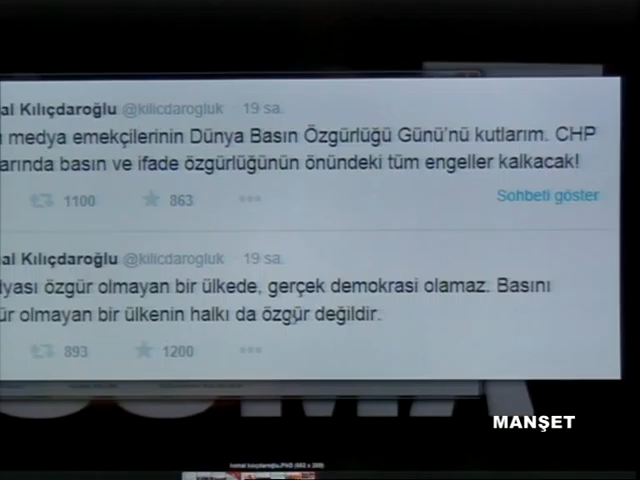 al Kılıçdaroğlu @kilicdarogluk · 19 sa.
medya emekçilerinin Dünya Basın Özgürlüğü Günü'nü kutlarım. CHP
arında basın ve ifade özgürlüğünün önündeki tüm engeller kalkacak!
1100 863 Sohbeti göster
al Kılıçdaroğlu @kilicdarogluk · 19 sa.
lyası özgür olmayan bir ülkede, gerçek demokrasi olamaz. Basını
ür olmayan bir ülkenin halkı da özgür değildir.
893 1200
MANŞET